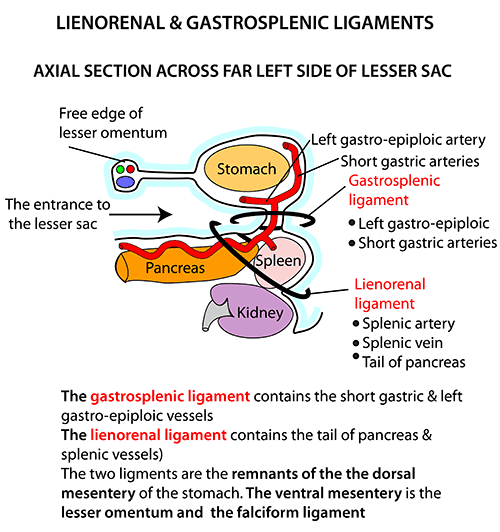 LIENORENAL & GASTROSPLENIC LIGAMENTS
AXIAL SECTION ACROSS FAR LEFT SIDE OF LESSER SAC
Free edge of
lesser omentum
Left gastro-epiploic artery
Stomach
Short gastric arteries
Gastrosplenic
ligament
The entrance to
the lesser sac
• Left gastro-epiploic
• Short gastric arteries
Pancreas
Spleen
Lienorenal
ligament
Kidney
• Splenic artery
• Splenic vein
• Tail of pancreas
The gastrosplenic ligament contains the short gastric & left
gastro-epiploic vessels
The lienorenal ligament contains the tail of pancreas &
splenic vessels)
The two ligments are the remnants of the the dorsal
mesentery of the stomach. The ventral mesentery is the
lesser omentum and the falciform ligament